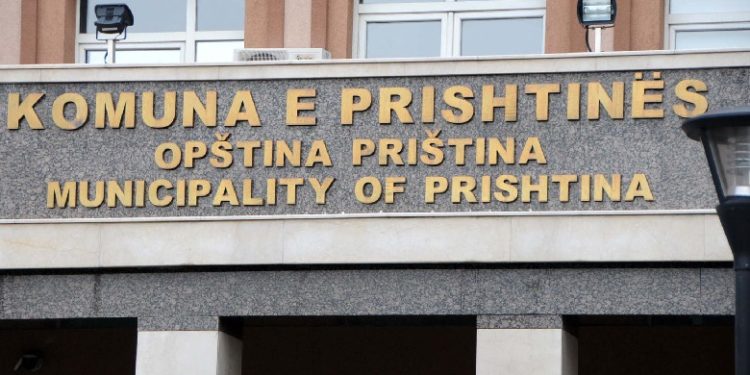 KOMUNA E PRISHTINËS
OPŠTINA PRIŠTINA
MUNICIPALITY OF PRISHTINA